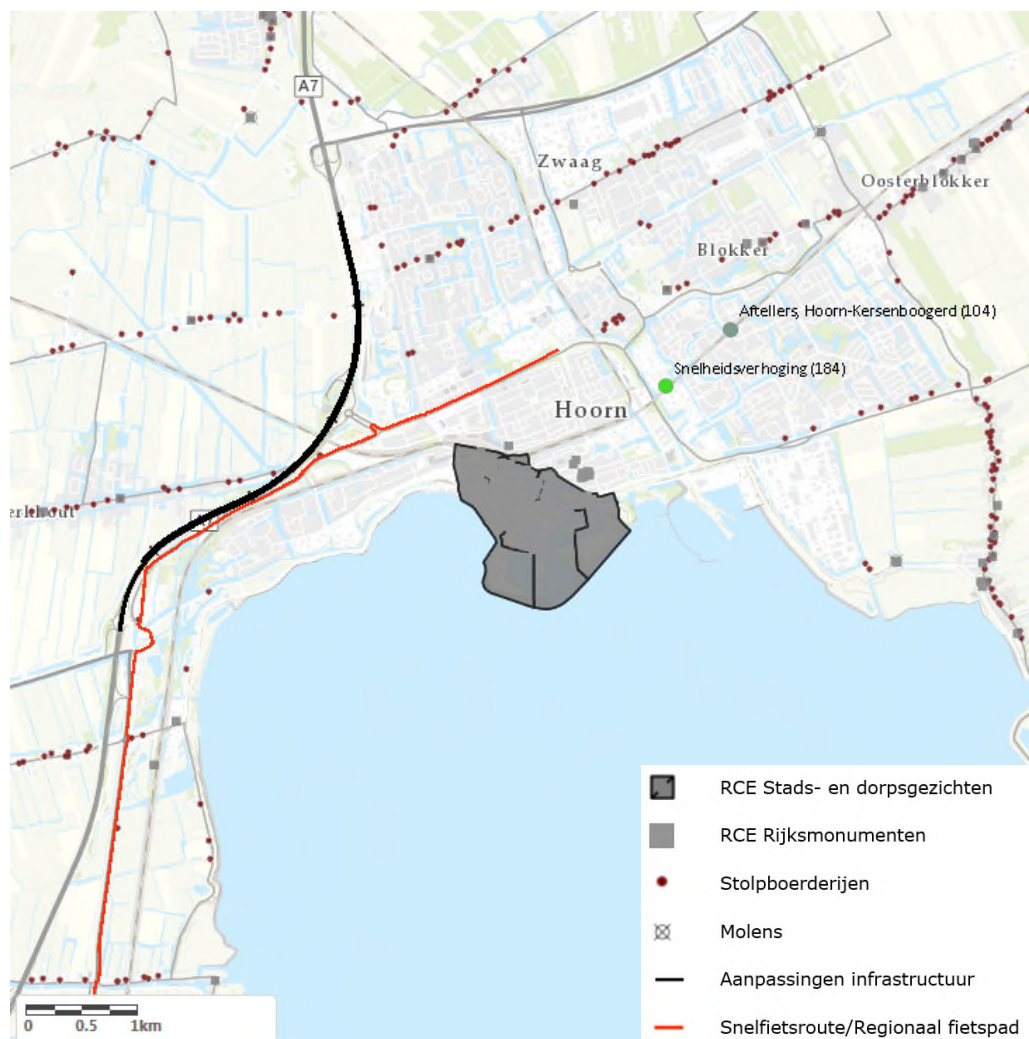 A7
Zwaag
Oosterblokker
Blokker
Aftellers, Hoorn-Kersenboogerd (104)
Snelheidsverhoging (184)
Hoorn
erkhout
RCE Stads- en dorpsgezichten
RCE Rijksmonumenten
Stolpboerderijen
Molens
Aanpassingen infrastructuur
Snelfietsroute/Regionaal fietspad
0 0.5 1km